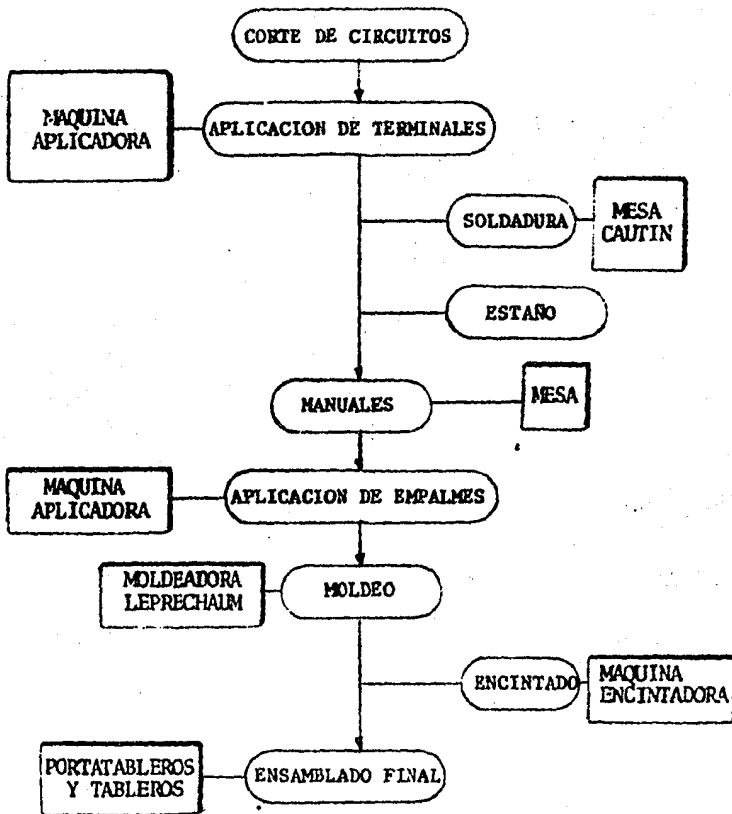 CORTE DE CIRCUITOS
MAQUINA
APLICADORA
APLICACION DE TERMINALES
SOLDADURA
MESA
CAUTIN
ESTAÑO
MANUALES
MESA
MAQUINA
APLICADORA
APLICACION DE EMPALMES
MOLDEADORA
LEPRECHAUM
MOLDEO
ENCINTADO
MAQUINA
ENCINTADORA
PORTATABLEROS
Y TABLEROS
ENSAMBLADO FINAL